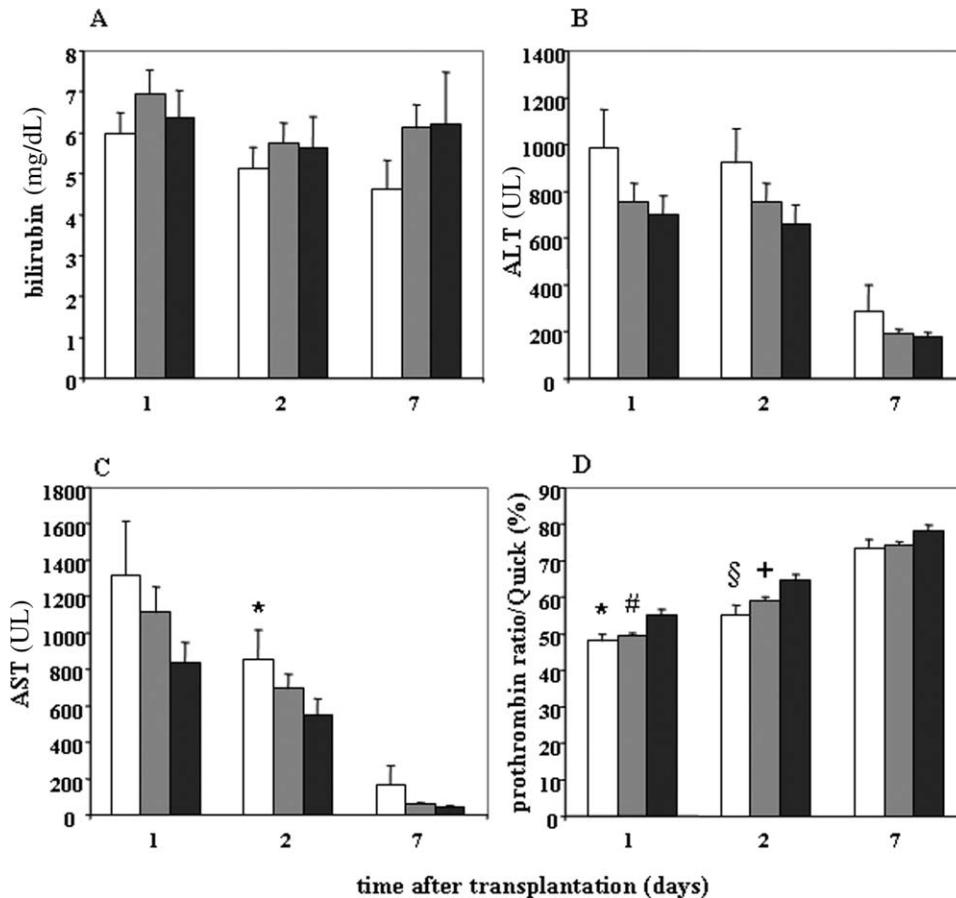 A
bilirubin (mg/dL)
8
7
6
5
4
3
2
1
0
1 2 7
B
ALT (UL)
1400
1200
1000
800
600
400
200
0
1 2 7
C
AST (UL)
1800
1600
1400
1200
1000
800
600
400
200
0
*
1 2 7
D
prothrombin ratio/Quick (%)
90
80
70
60
50
40
30
20
10
0
* # § +
1 2 7
time after transplantation (days)